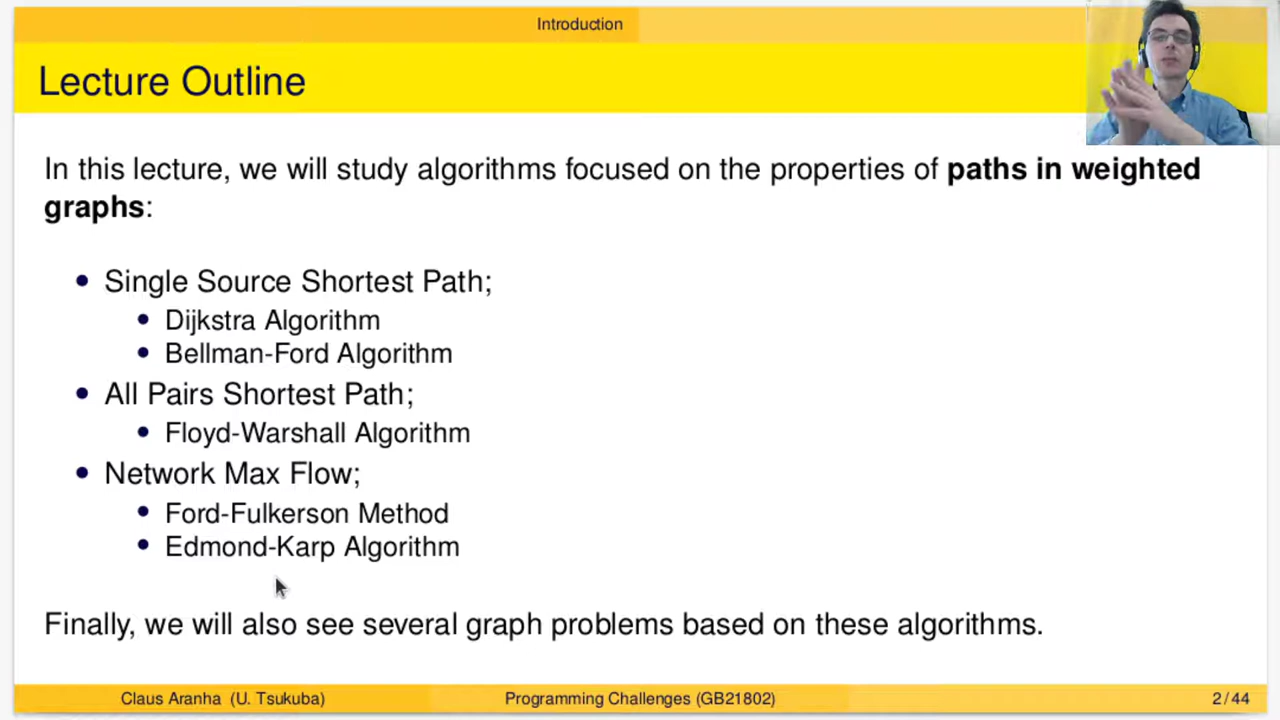 Introduction
Lecture Outline
In this lecture, we will study algorithms focused on the properties of paths in weighted
graphs:
• Single Source Shortest Path;
• Dijkstra Algorithm
• Bellman-Ford Algorithm
• All Pairs Shortest Path;
• Floyd-Warshall Algorithm
• Network Max Flow;
• Ford-Fulkerson Method
• Edmond-Karp Algorithm
Finally, we will also see several graph problems based on these algorithms.
Claus Aranha (U. Tsukuba) Programming Challenges (GB21802) 2 / 44